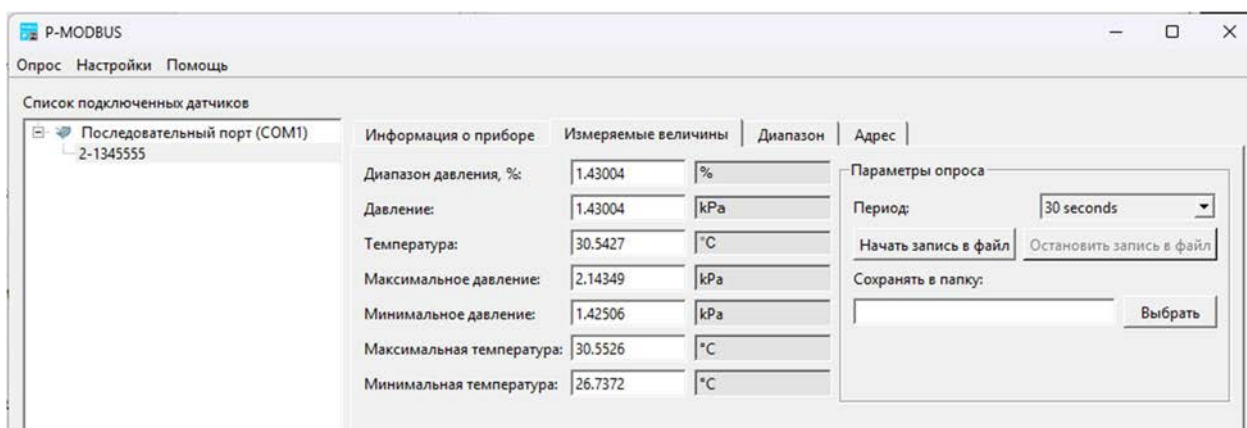 P-MODBUS
Опрос Настройки Помощь
Список подключенных датчиков
Последовательный порт (COM1)
2-1345555
Информация о приборе Измеряемые величины Диапазон Адрес
Диапазон давления, %: 1.43004 %
Давление: 1.43004 kPa
Температура: 30.5427 °C
Максимальное давление: 2.14349 kPa
Минимальное давление: 1.42506 kPa
Максимальная температура: 30.5526 °C
Минимальная температура: 26.7372 °C
Параметры опроса
Период: 30 seconds
Начать запись в файл Остановить запись в файл
Сохранять в папку:
Выбрать